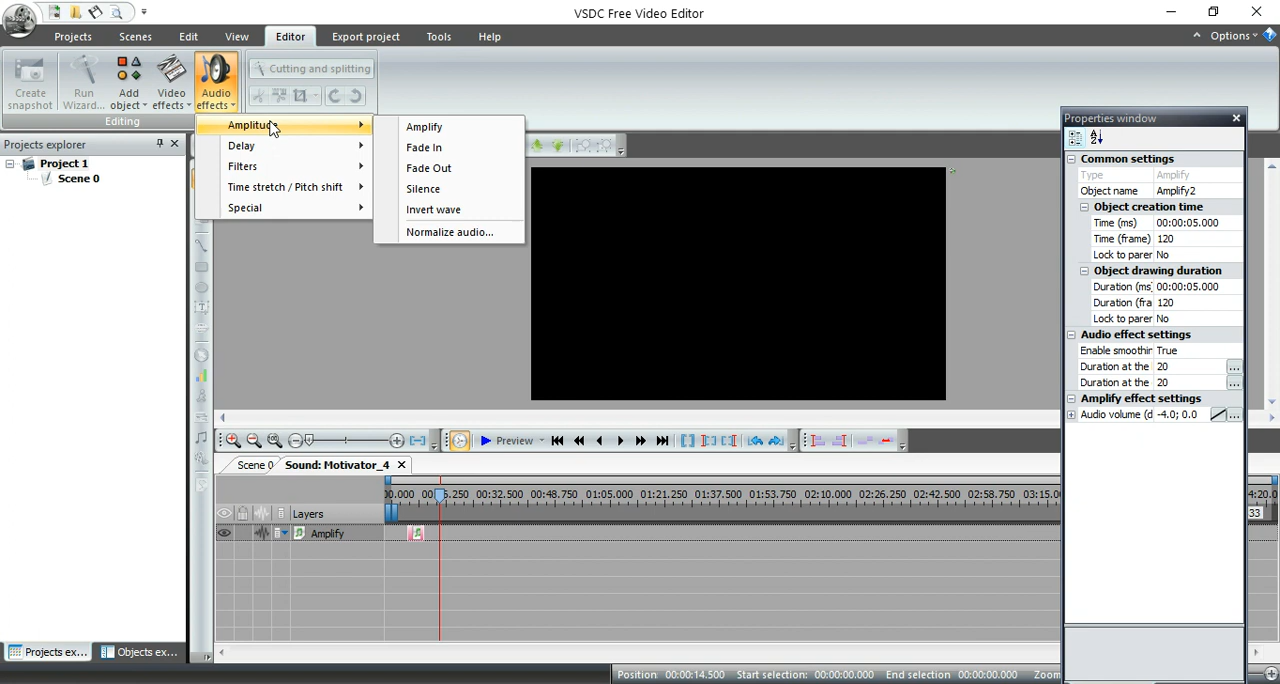 VSDC Free Video Editor
Projects Scenes Edit View Editor Export project Tools Help Options
Create snapshot
Run Wizard...
Add object
Video effects
Audio effects
Cutting and splitting
Editing
Amplitude
Delay
Filters
Time stretch / Pitch shift
Special
Amplify
Fade In
Fade Out
Silence
Invert wave
Normalize audio...
Projects explorer
Project 1
Scene 0
Properties window
Common settings
Type Amplify
Object name Amplify2
Object creation time
Time (ms) 00:00:05.000
Time (frame) 120
Lock to parer No
Object drawing duration
Duration (ms 00:00:05.000
Duration (fra 120
Lock to parer No
Audio effect settings
Enable smoothir True
Duration at the 20 ...
Duration at the 20 ...
Amplify effect settings
Audio volume (d -4.0; 0.0 ...
Preview
Scene 0 Sound: Motivator_4
00:32.500 00:48.750 01:05.000 01:21.250 01:37.500 01:53.750 02:10.000 02:26.250 02:42.500 02:58.750 03:15.0 4:20.0
Layers
33
Amplify
Projects ex... Objects ex...
Position 00:00:14.500 Start selection: 00:00:00.000 End selection 00:00:00.000 Zoom